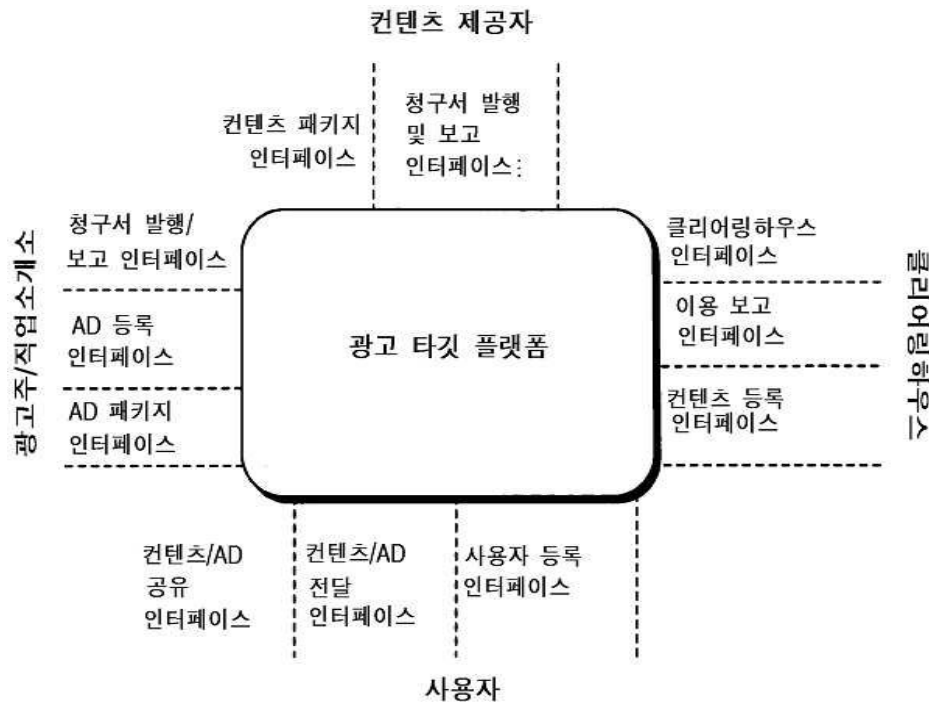 컨텐츠 제공자
컨텐츠 패키지
인터페이스
청구서 발행
및 보고
인터페이스
청구서 발행/
보고 인터페이스
AD 등록
인터페이스
AD 패키지
인터페이스
광고주/직업소개소
광고 타깃 플랫폼
클리어링하우스
인터페이스
이용 보고
인터페이스
컨텐츠 등록
인터페이스
클리어링하우스
컨텐츠/AD
공유
인터페이스
컨텐츠/AD
전달
인터페이스
사용자 등록
인터페이스
사용자